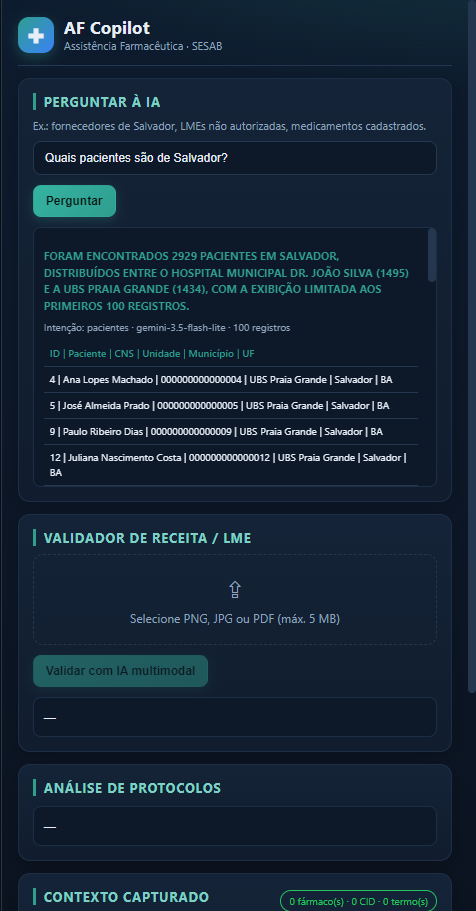 AF Copilot
Assistência Farmacêutica · SESAB
PERGUNTAR À IA
Ex.: fornecedores de Salvador, LMEs não autorizadas, medicamentos cadastrados.
Quais pacientes são de Salvador?
Perguntar
FORAM ENCONTRADOS 2929 PACIENTES EM SALVADOR,
DISTRIBUÍDOS ENTRE O HOSPITAL MUNICIPAL DR. JOÃO SILVA (1495)
E A UBS PRAIA GRANDE (1434), COM A EXIBIÇÃO LIMITADA AOS
PRIMEIROS 100 REGISTROS.
Intenção: pacientes · gemini-3.5-flash-lite · 100 registros
ID | Paciente | CNS | Unidade | Município | UF
4 | Ana Lopes Machado | 000000000000004 | UBS Praia Grande | Salvador | BA
5 | José Almeida Prado | 000000000000005 | UBS Praia Grande | Salvador | BA
9 | Paulo Ribeiro Dias | 000000000000009 | UBS Praia Grande | Salvador | BA
12 | Juliana Nascimento Costa | 000000000000012 | UBS Praia Grande | Salvador |
BA
VALIDADOR DE RECEITA / LME
Selecione PNG, JPG ou PDF (máx. 5 MB)
Validar com IA multimodal
—
ANÁLISE DE PROTOCOLOS
—
CONTEXTO CAPTURADO
0 fármaco(s) · 0 CID · 0 termo(s)